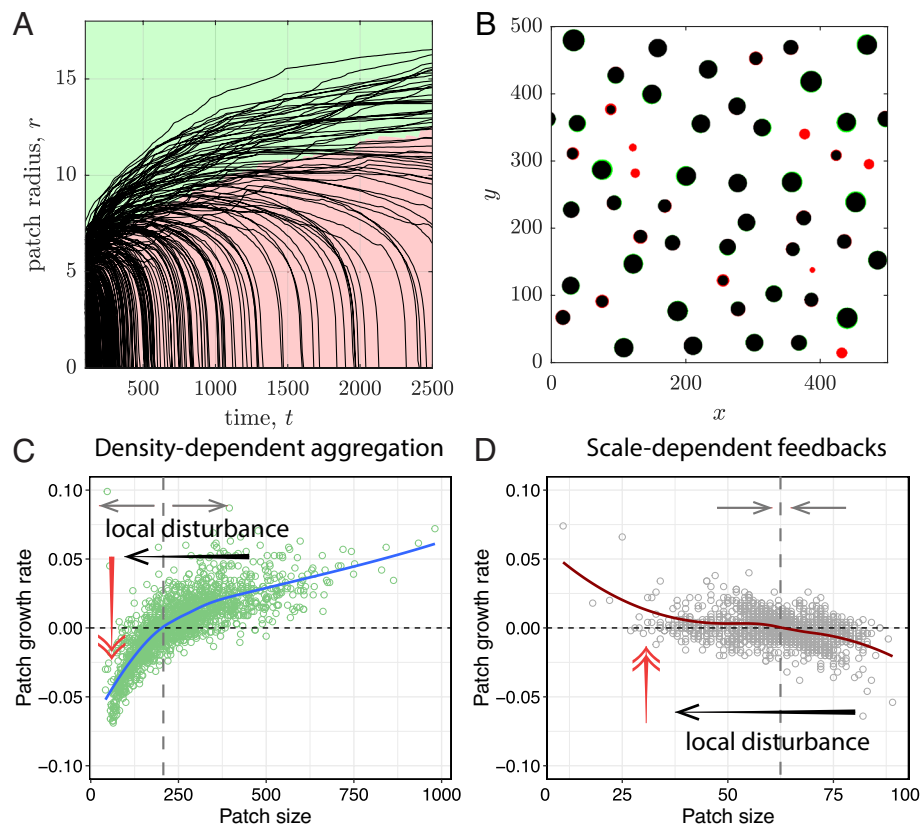 A
patch radius, r
15
10
5
0
500
1000
1500
2000
2500
time, t
B
500
400
300
200
100
0
y
0
200
400
x
C
Density-dependent aggregation
0.10
0.05
0.00
−0.05
−0.10
Patch growth rate
local disturbance
0
250
500
750
1000
Patch size
D
Scale-dependent feedbacks
0.10
0.05
0.00
−0.05
−0.10
Patch growth rate
local disturbance
0
25
50
75
100
Patch size